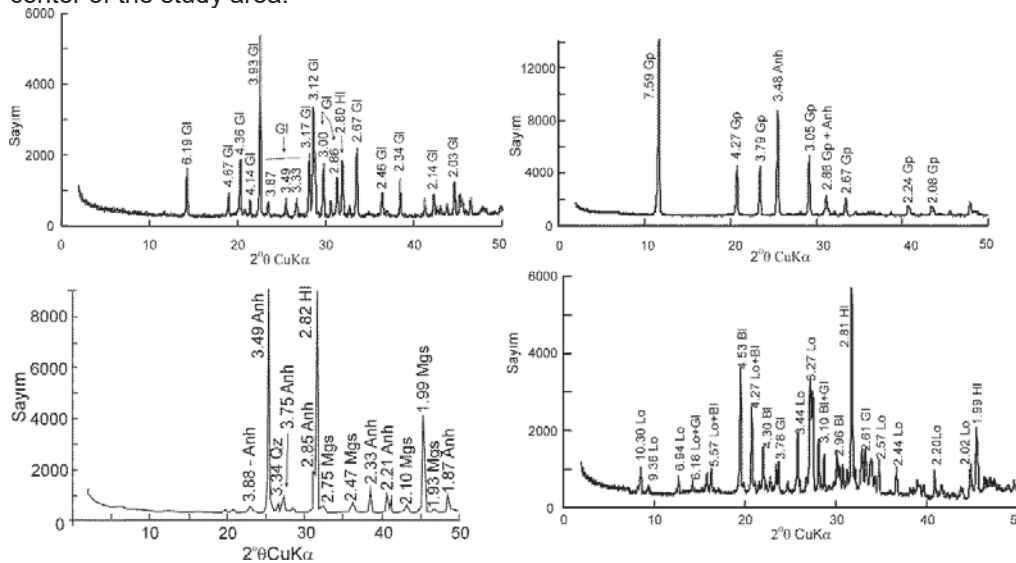 center of the study area.
6000
4000
2000
0
Sayım
6.19 Gl
4.67 Gl
4.36 Gl
4.14 Gl
3.93 Gl
3.87
Gl
3.49
3.33
3.17 Gl
3.12 Gl
3.00
Gl
2.86
2.80 Hl
2.67 Gl
2.46 Gl
2.34 Gl
2.14 Gl
2.03 Gl
0 10 20 30 40 50
2°θ CuKα
12000
8000
4000
0
Sayım
7.59 Gp
4.27 Gp
3.79 Gp
3.48 Anh
3.05 Gp
2.86 Gp + Anh
2.67 Gp
2.24 Gp
2.08 Gp
0 10 20 30 40 50
2°θ CuKα
8000
6000
4000
2000
0
Sayım
3.88 - Anh
3.49 Anh
3.34 Qz
3.75 Anh
2.85 Anh
2.82 Hl
2.75 Mgs
2.47 Mgs
2.33 Anh
2.21 Anh
2.10 Mgs
1.99 Mgs
1.93 Mgs
1.87 Anh
0 10 20 30 40 50
2°θCuKα
6000
4000
2000
0
Sayım
10.30 Lo
9.36 Lo
6.94 Lo
6.18 Lo+Gl
5.57 Lo+Bl
4.53 Bl
4.27 Lo+Bl
4.30 Bl
3.78 Gl
3.44 Lo
3.27 Lo
3.10 Bl+Gl
2.96 Bl
2.81 Hl
2.61 Gl
2.57 Lo
2.44 Lo
2.20Lo
2.02 Lo
1.99 Hl
0 10 20 30 40 50
2°θ CuKα